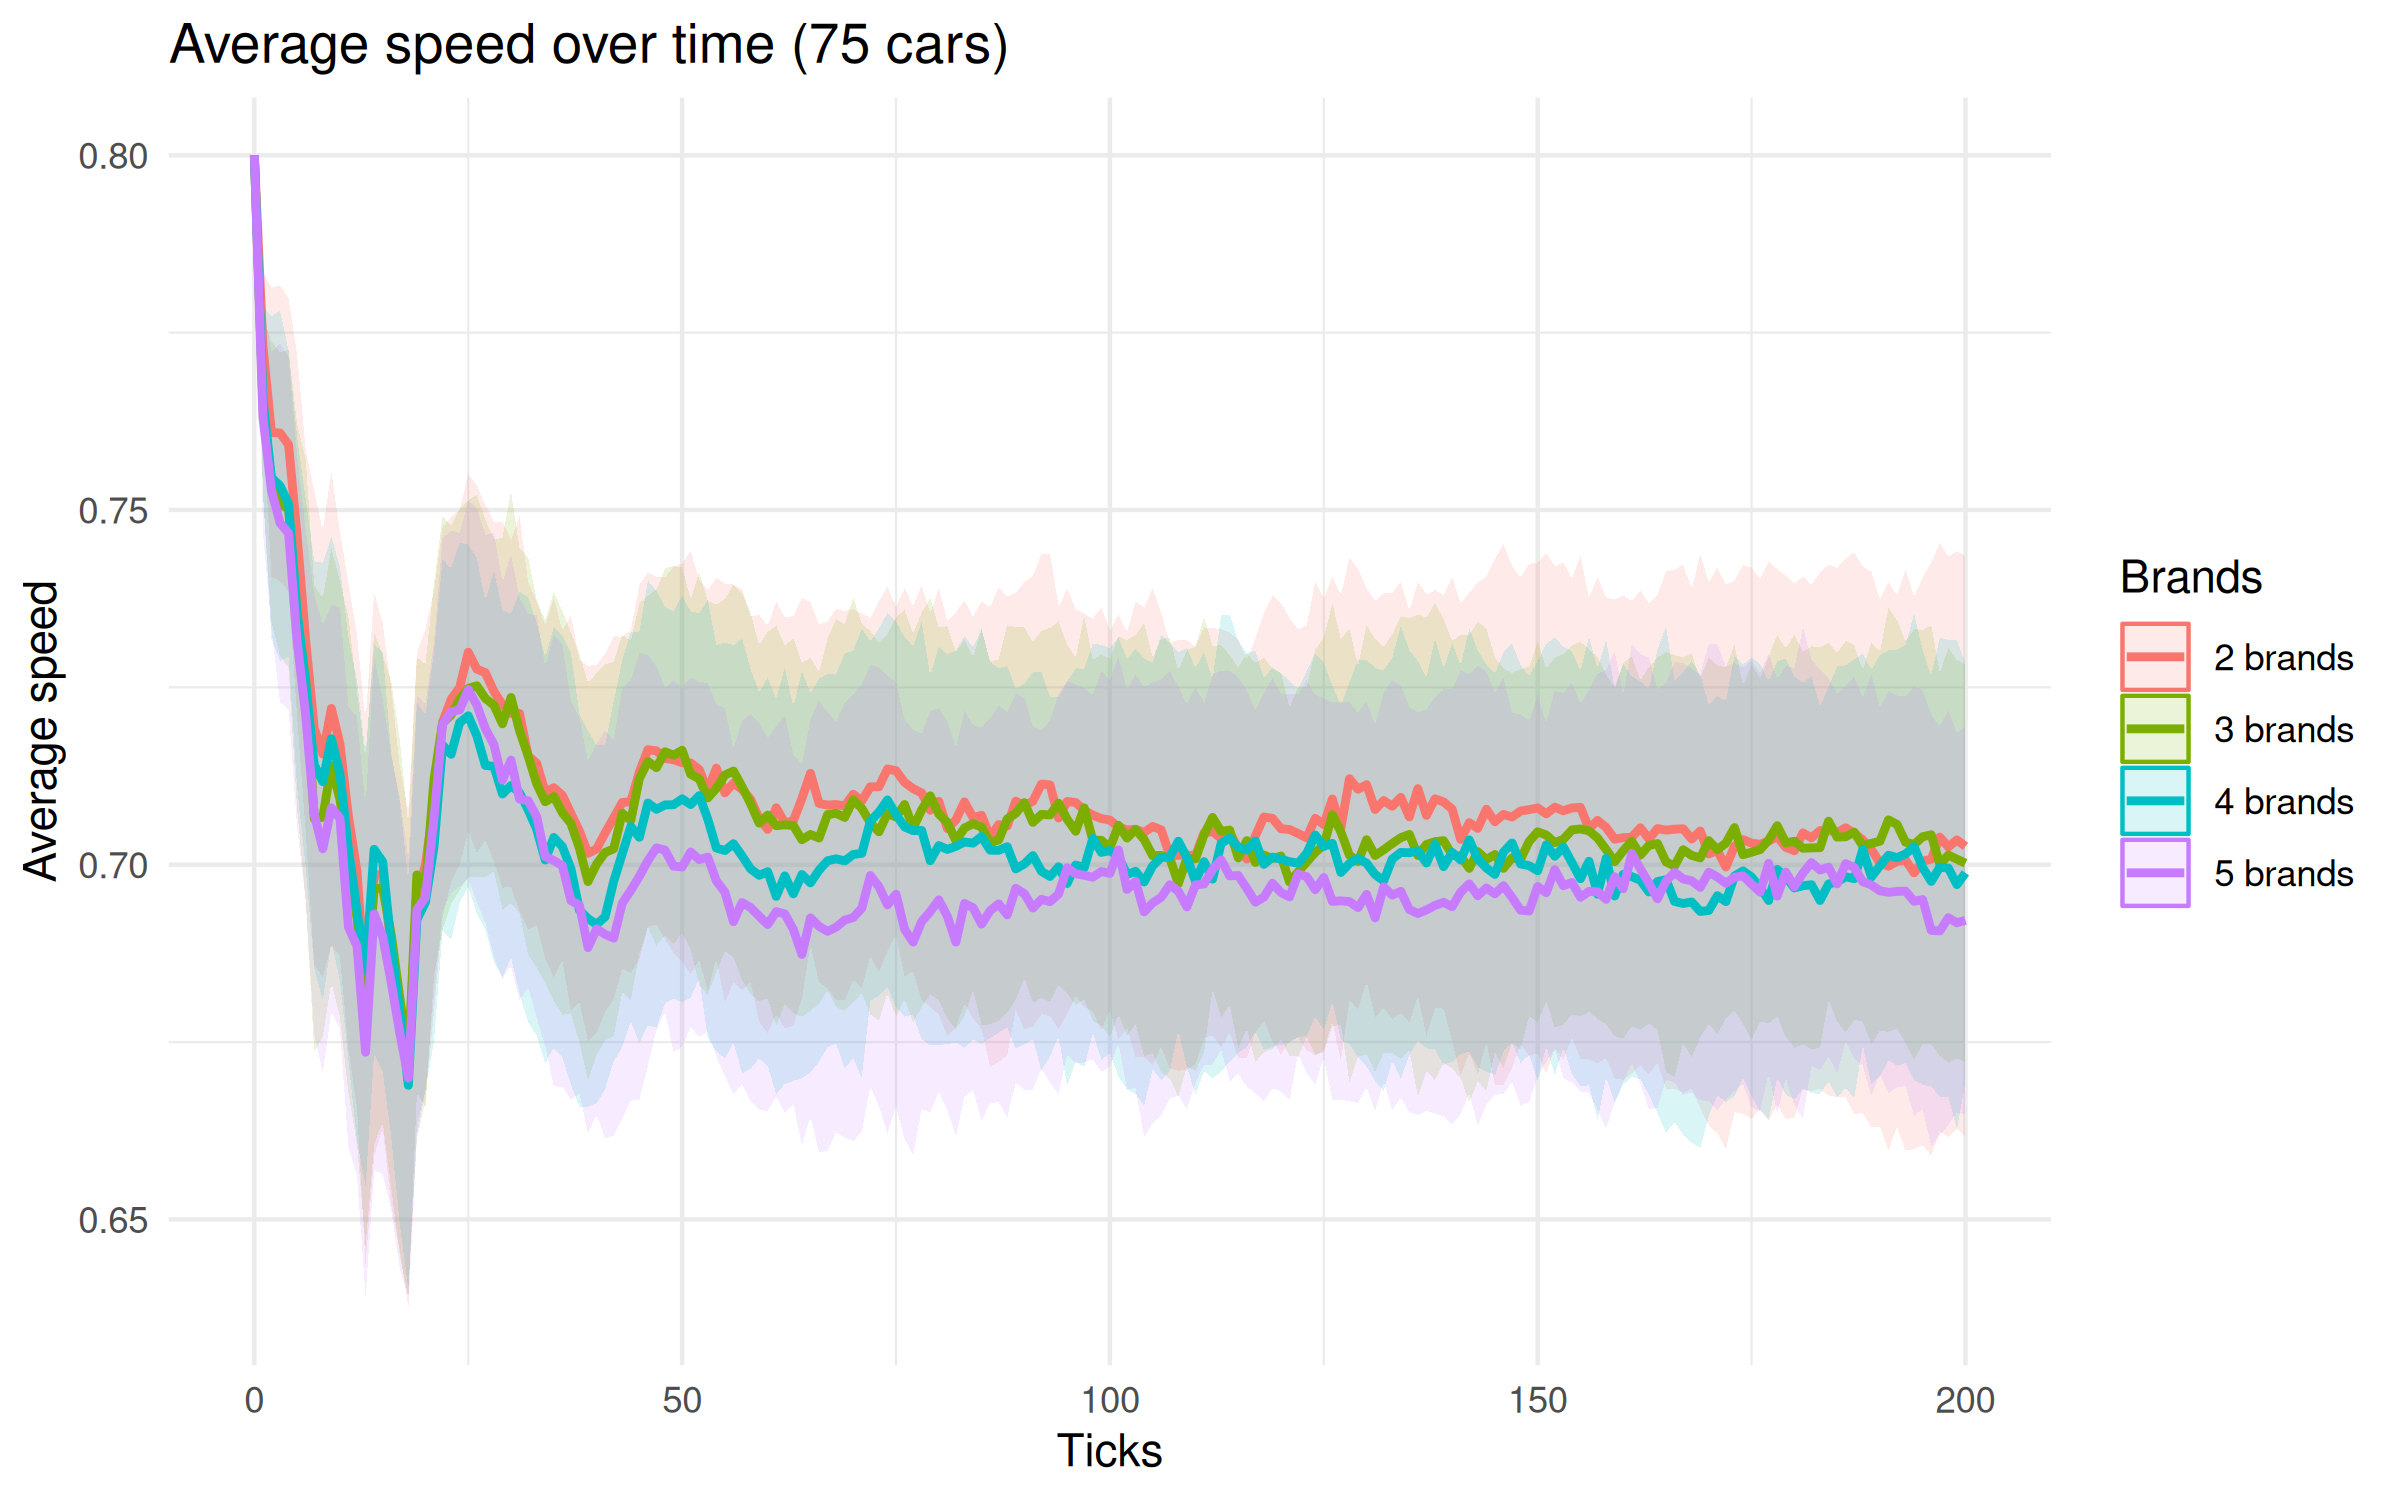 Average speed over time (75 cars)
Average speed
0.80
0.75
0.70
0.65
0
50
100
150
200
Ticks
Brands
2 brands
3 brands
4 brands
5 brands